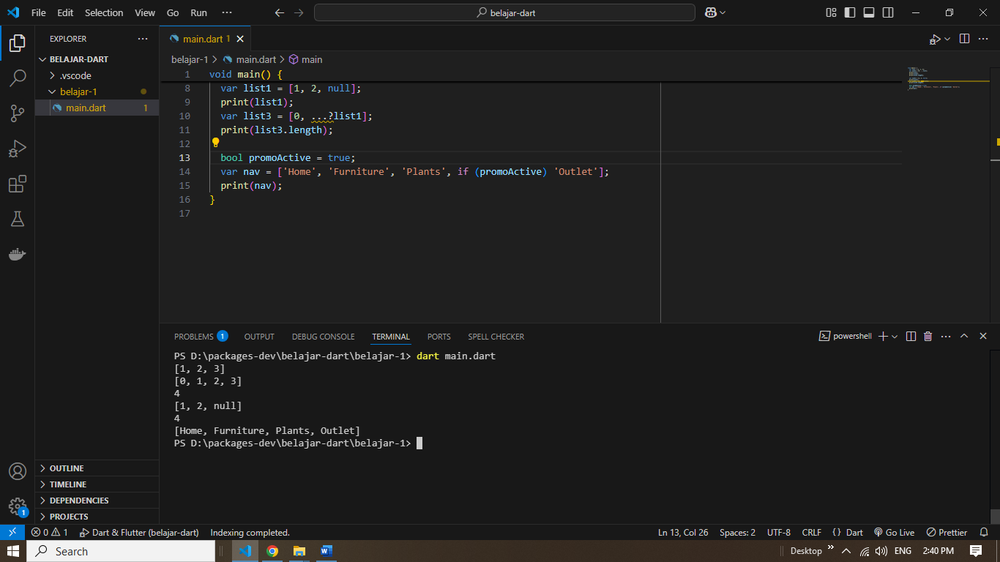 File Edit Selection View Go Run ··· belajar-dart
EXPLORER ···
BELAJAR-DART
.vscode
belajar-1
main.dart 1
OUTLINE
TIMELINE
DEPENDENCIES
PROJECTS
main.dart 1
belajar-1 > main.dart > main
1 void main() {
8 var list1 = [1, 2, null];
9 print(list1);
10 var list3 = [0, ...?list1];
11 print(list3.length);
12
13 bool promoActive = true;
14 var nav = ['Home', 'Furniture', 'Plants', if (promoActive) 'Outlet'];
15 print(nav);
16 }
17
PROBLEMS 1 OUTPUT DEBUG CONSOLE TERMINAL PORTS SPELL CHECKER powershell
PS D:\packages-dev\belajar-dart\belajar-1> dart main.dart
[1, 2, 3]
[0, 1, 2, 3]
4
[1, 2, null]
4
[Home, Furniture, Plants, Outlet]
PS D:\packages-dev\belajar-dart\belajar-1>
1
0 1 Dart & Flutter (belajar-dart) Indexing completed. Ln 13, Col 26 Spaces: 2 UTF-8 CRLF {} Dart Go Live Prettier
Search Desktop ENG 2:40 PM